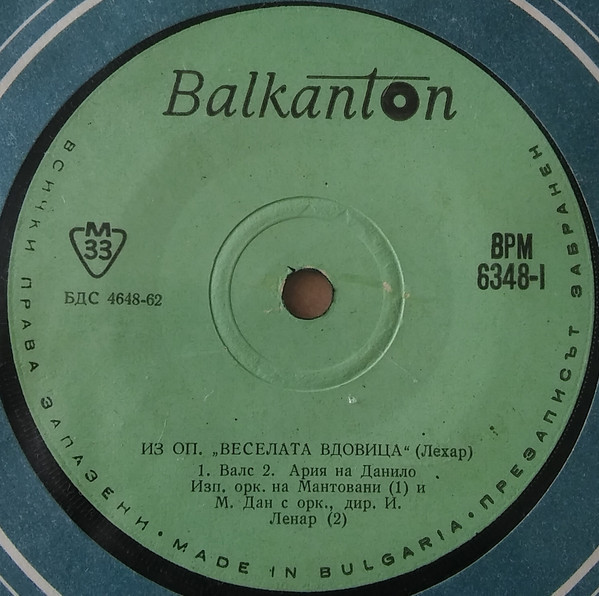 Balkanton
М
33
БДС 4648-62
ВРМ
6348-I
ИЗ ОП. „ВЕСЕЛАТА ВДОВИЦА“ (Лехар)
1. Валс 2. Ария на Данило
Изп. орк. на Мантовани (1) и
М. Дан с орк., дир. И.
Ленар (2)
ВСИЧКИ ПРАВА ЗАПАЗЕНИ • MADE IN BULGARIA • ПРЕЗАПИСЪТ ЗАБРАНЕН